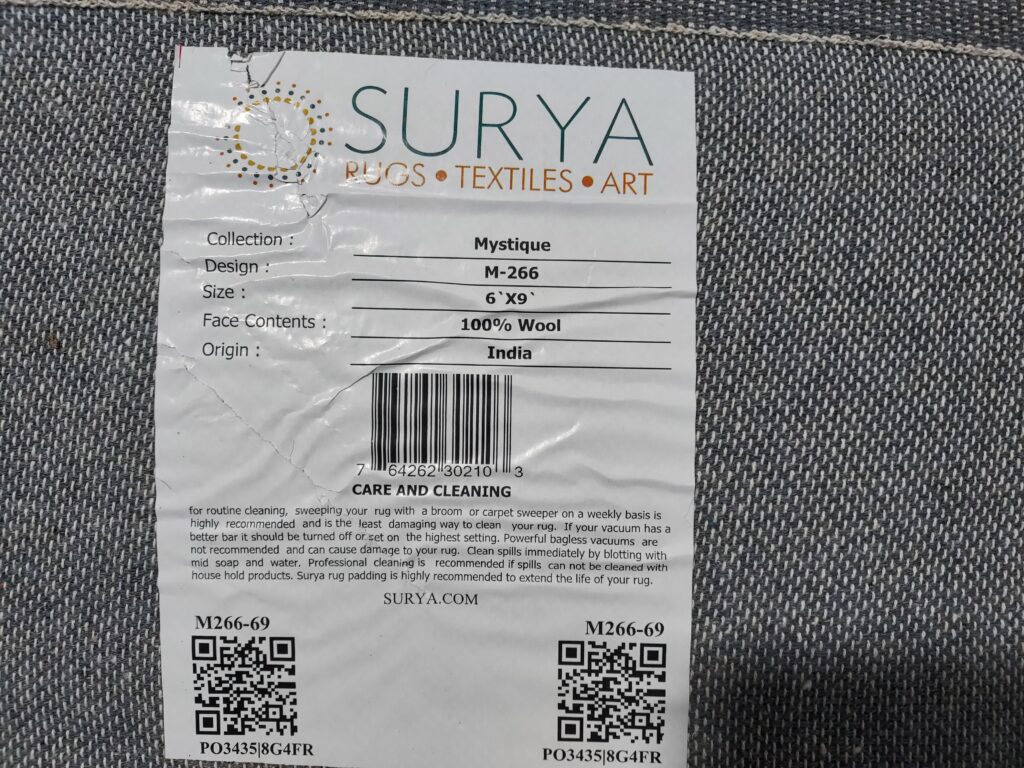 SURYA
RUGS • TEXTILES • ART
Collection : Mystique
Design : M-266
Size : 6`X9`
Face Contents : 100% Wool
Origin : India
7 64262 30210 3
CARE AND CLEANING
for routine cleaning, sweeping your rug with a broom or carpet sweeper on a weekly basis is
highly recommended and is the least damaging way to clean your rug. If your vacuum has a
better bar it should be turned off or set on the highest setting. Powerful bagless vacuums are
not recommended and can cause damage to your rug. Clean spills immediately by blotting with
mid soap and water. Professional cleaning is recommended if spills can not be cleaned with
house hold products. Surya rug padding is highly recommended to extend the life of your rug.
SURYA.COM
M266-69 M266-69
PO3435|8G4FR PO3435|8G4FR